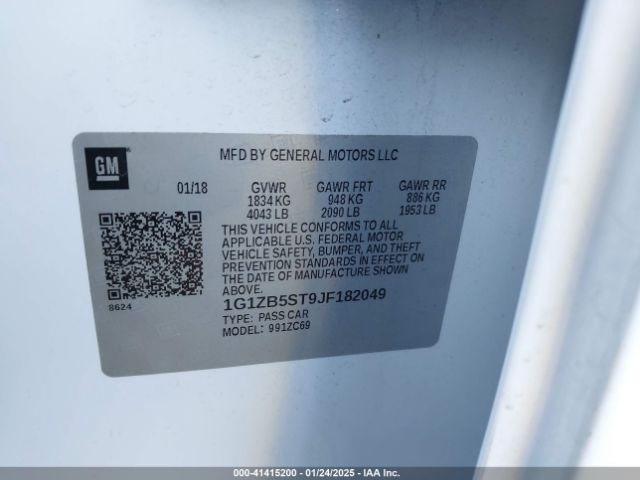 GM
MFD BY GENERAL MOTORS LLC
01/18 GVWR GAWR FRT GAWR RR
1834 KG 948 KG 886 KG
4043 LB 2090 LB 1953 LB
THIS VEHICLE CONFORMS TO ALL
APPLICABLE U.S. FEDERAL MOTOR
VEHICLE SAFETY, BUMPER, AND THEFT
PREVENTION STANDARDS IN EFFECT ON
THE DATE OF MANUFACTURE SHOWN
ABOVE.
1G1ZB5ST9JF182049
TYPE: PASS CAR
MODEL: 991ZC69
8624
000-41415200 - 01/24/2025 - IAA Inc.